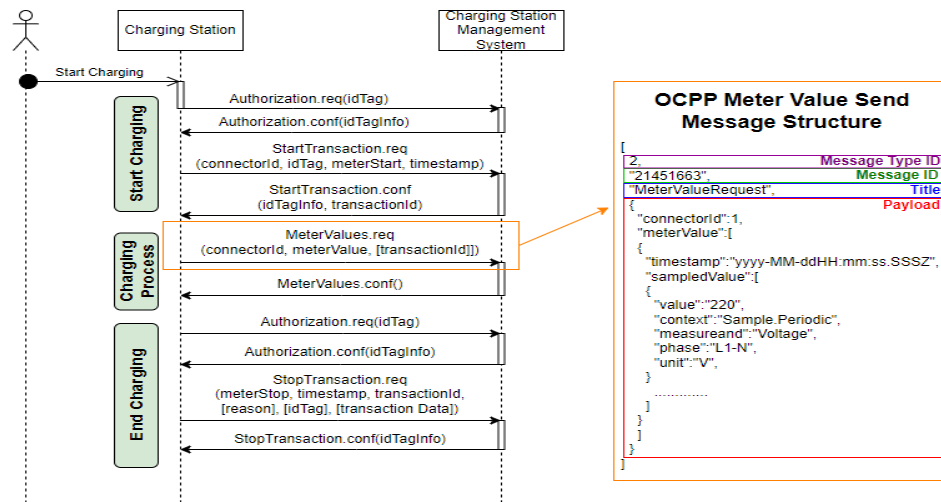 Charging Station
Charging Station
Management
System
Start Charging
Start Charging
Authorization.req(idTag)
Authorization.conf(idTagInfo)
StartTransaction.req
(connectorId, idTag, meterStart, timestamp)
StartTransaction.conf
(idTagInfo, transactionId)
Charging
Process
MeterValues.req
(connectorId, meterValue, [transactionId]])
MeterValues.conf()
End Charging
Authorization.req(idTag)
Authorization.conf(idTagInfo)
StopTransaction.req
(meterStop, timestamp, transactionId,
[reason], [idTag], [transaction Data])
StopTransaction.conf(idTagInfo)
OCPP Meter Value Send
Message Structure
[
2, Message Type ID
"21451663", Message ID
"MeterValueRequest", Title
{ Payload
"connectorId":1,
"meterValue":[
{
"timestamp":"yyyy-MM-ddHH:mm:ss.SSSZ",
"sampledValue":[
{
"value":"220",
"context":"Sample.Periodic",
"measureand":"Voltage",
"phase":"L1-N",
"unit":"V",
}
.............
]
}
]
}
]